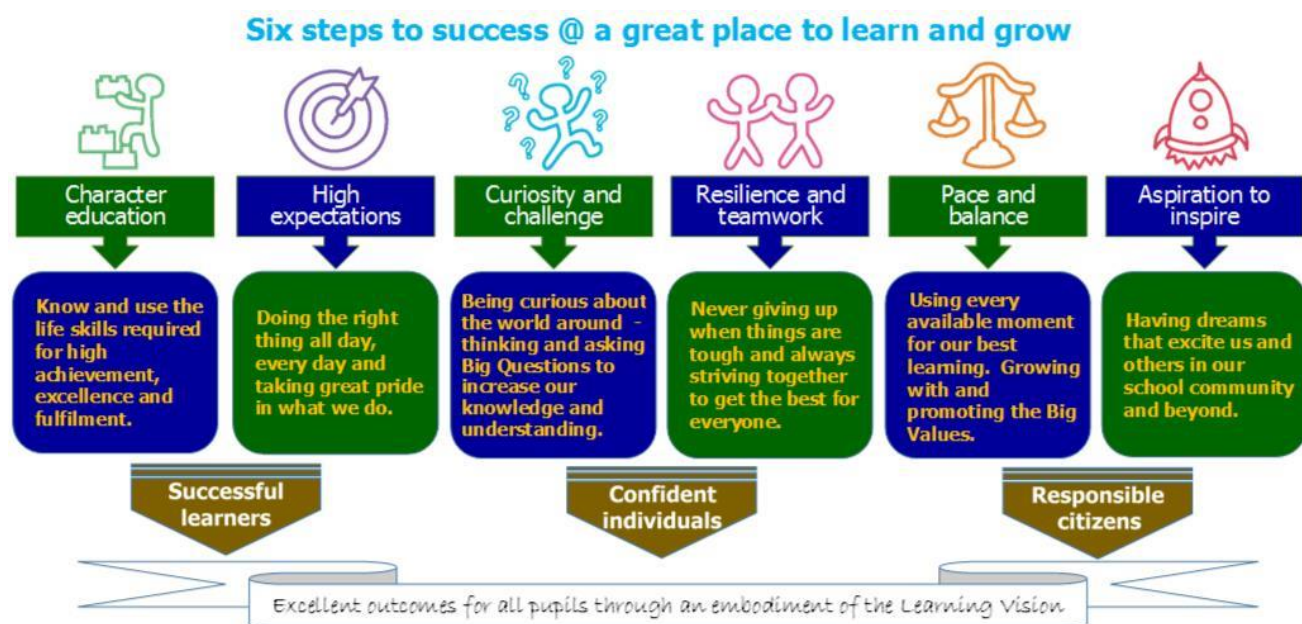 Six steps to success @ a great place to learn and grow
Character
education
High
expectations
Curiosity and
challenge
Resilience and
teamwork
Pace and
balance
Aspiration to
inspire
Know and use the
life skills required
for high
achievement,
excellence and
fulfilment.
Doing the right
thing all day,
every day and
taking great pride
in what we do.
Being curious about
the world around -
thinking and asking
Big Questions to
increase our
knowledge and
understanding.
Never giving up
when things are
tough and always
striving together
to get the best for
everyone.
Using every
available moment
for our best
learning. Growing
with and
promoting the Big
Values.
Having dreams
that excite us and
others in our
school community
and beyond.
Successful
learners
Confident
individuals
Responsible
citizens
Excellent outcomes for all pupils through an embodiment of the Learning Vision